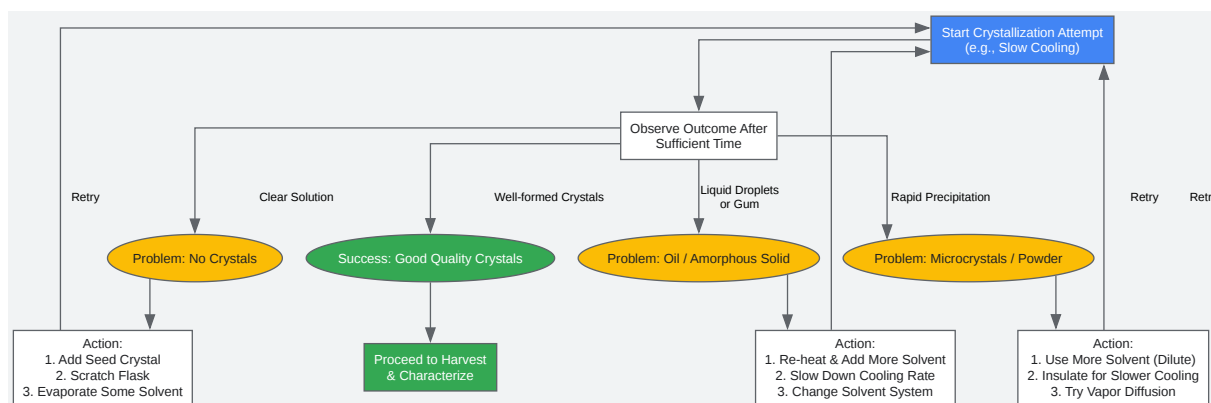 Start Crystallization Attempt
(e.g., Slow Cooling)
Observe Outcome After
Sufficient Time
Retry
Clear Solution
Well-formed Crystals
Liquid Droplets
or Gum
Rapid Precipitation
Retry
Retr
Problem: No Crystals
Success: Good Quality Crystals
Problem: Oil / Amorphous Solid
Problem: Microcrystals / Powder
Action:
1. Add Seed Crystal
2. Scratch Flask
3. Evaporate Some Solvent
Proceed to Harvest
& Characterize
Action:
1. Re-heat & Add More Solvent
2. Slow Down Cooling Rate
3. Change Solvent System
Action:
1. Use More Solvent (Dilute)
2. Insulate for Slower Cooling
3. Try Vapor Diffusion